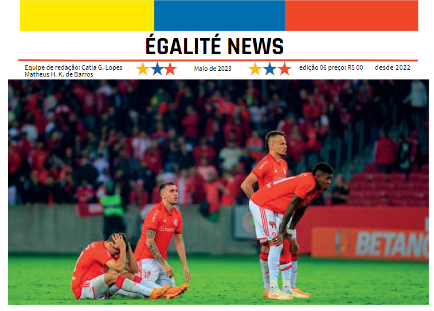 ÉGALITÉ NEWS
Equipe de redação: Catia G. Lopes
Matheus H. K. de Barros
Maio de 2023
edição 06 preço: RS 00
desde 2022
BETANO